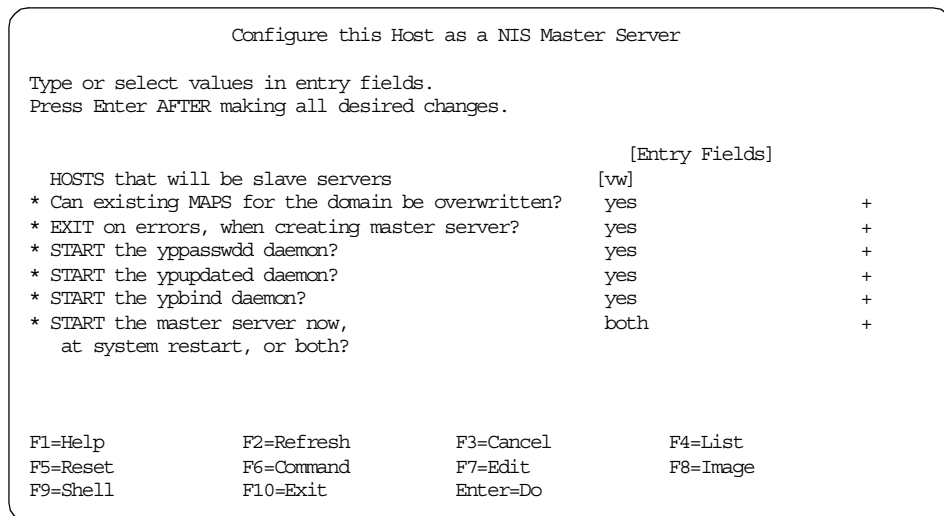 Configure this Host as a NIS Master Server
Type or select values in entry fields.
Press Enter AFTER making all desired changes.
[Entry Fields]
HOSTS that will be slave servers [vw]
* Can existing MAPS for the domain be overwritten? yes +
* EXIT on errors, when creating master server? yes +
* START the yppasswdd daemon? yes +
* START the ypupdated daemon? yes +
* START the ypbind daemon? yes +
* START the master server now, both +
at system restart, or both?
F1=Help F2=Refresh F3=Cancel F4=List
F5=Reset F6=Command F7=Edit F8=Image
F9=Shell F10=Exit Enter=Do